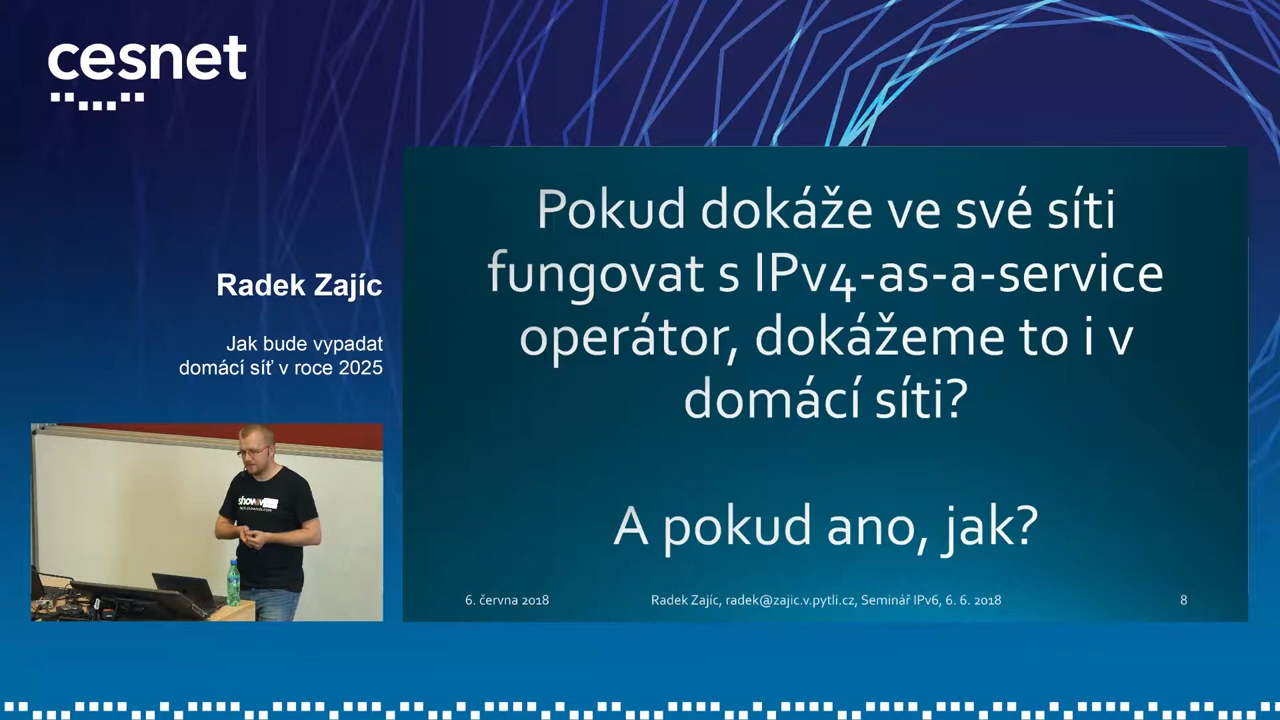 cesnet
Radek Zajíc
Jak bude vypadat
domácí síť v roce 2025
Pokud dokáže ve své síti
fungovat s IPv4-as-a-service
operátor, dokážeme to i v
domácí síti?
A pokud ano, jak?
6. června 2018
Radek Zajíc, radek@zajic.v.pytli.cz, Seminář IPv6, 6. 6. 2018
8